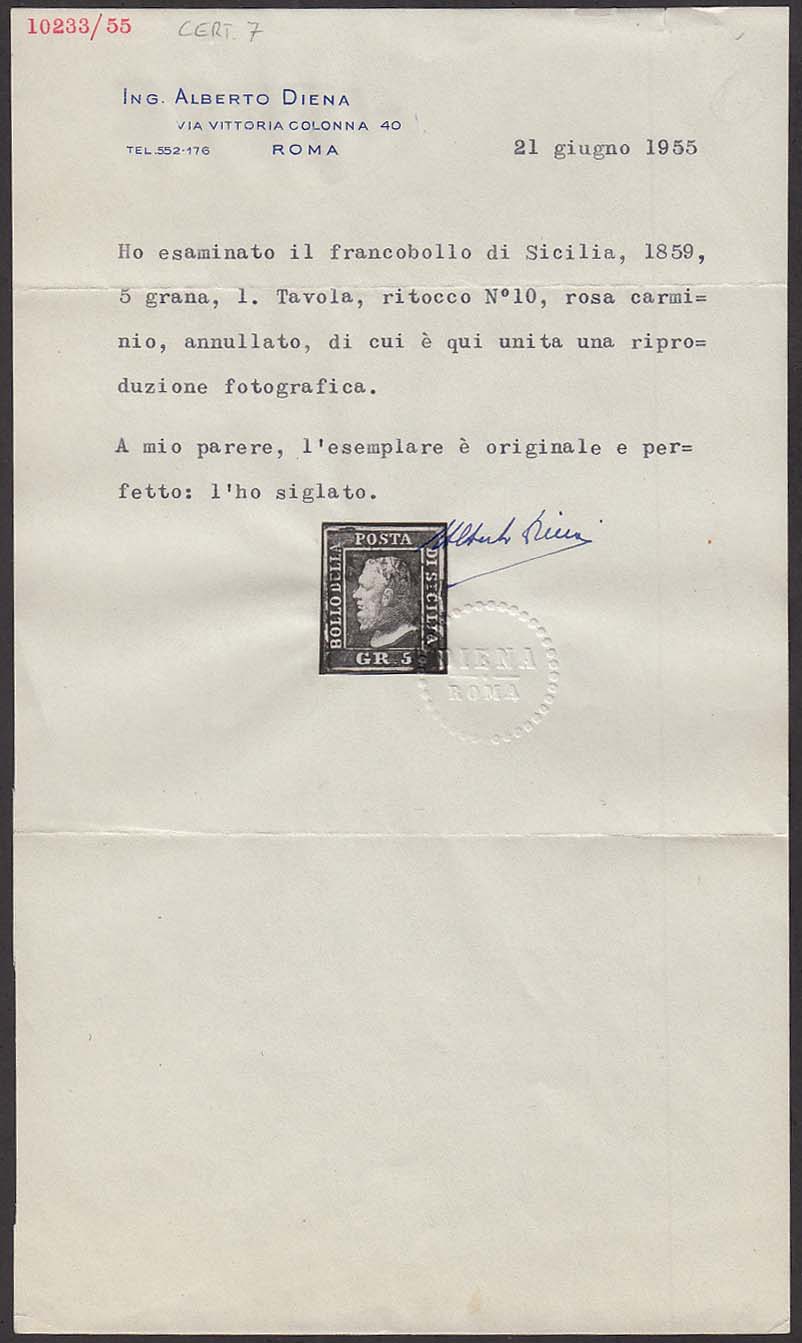 10233/55 CERT. 7
ING. ALBERTO DIENA
VIA VITTORIA COLONNA 40
TEL. 552-176 ROMA
21 giugno 1955
Ho esaminato il francobollo di Sicilia, 1859,
5 grana, 1. Tavola, ritocco N°10, rosa carmi=
nio, annullato, di cui è qui unita una ripro=
duzione fotografica.
A mio parere, l'esemplare è originale e per=
fetto: l'ho siglato.
Alberto Diena
POSTA
BOLLO DELLA
DI SICILIA
GR. 5
DIENA
ROMA